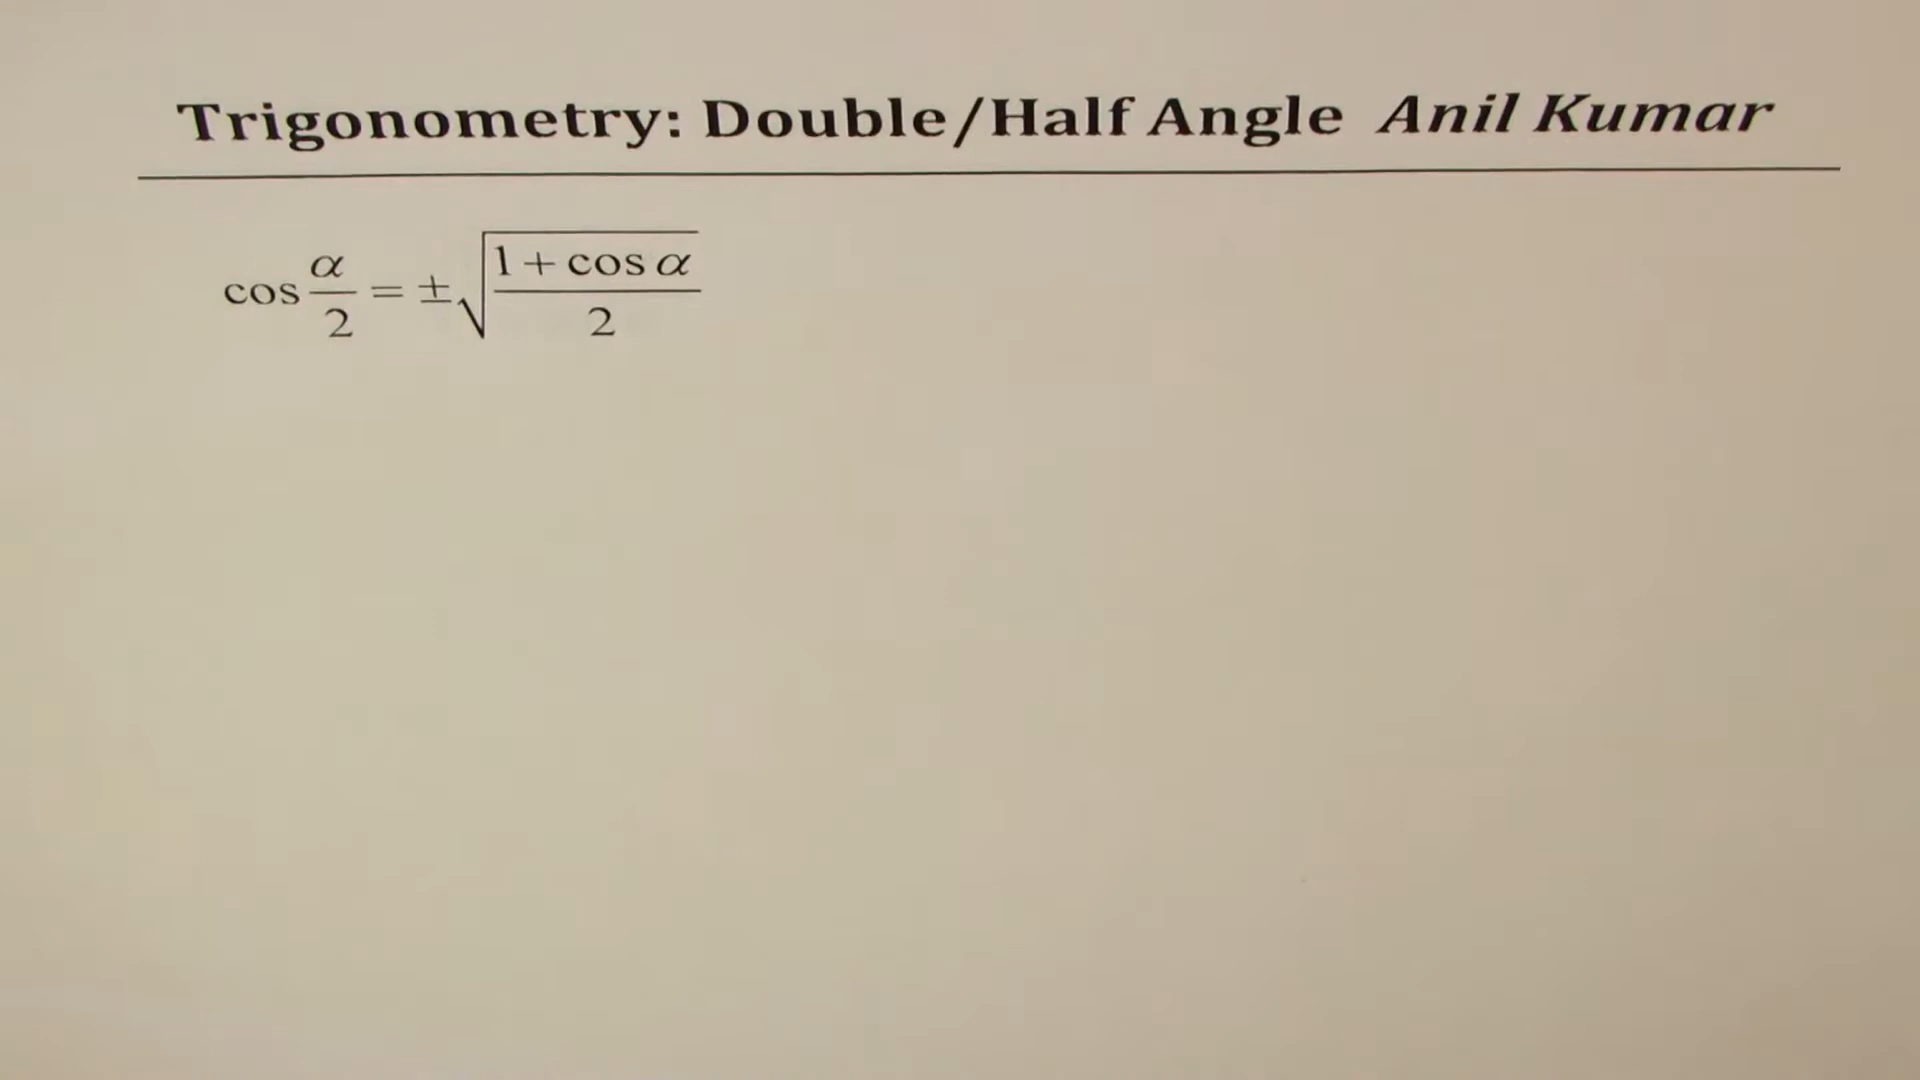 Trigonometry: Double/Half Angle Anil Kumar
cos α/2 = ±√((1 + cos α)/2)